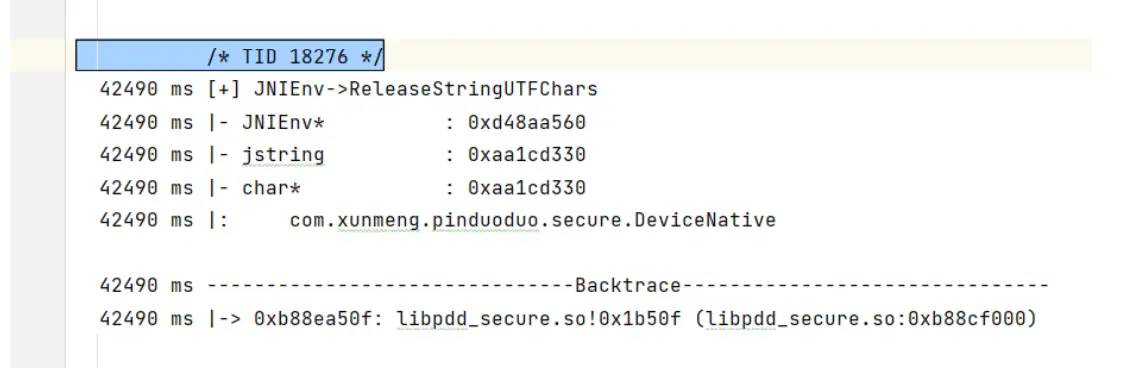 /* TID 18276 */
42490 ms [+] JNIEnv->ReleaseStringUTFChars
42490 ms |- JNIEnv*            : 0xd48aa560
42490 ms |- jstring            : 0xaa1cd330
42490 ms |- char*              : 0xaa1cd330
42490 ms |:     com.xunmeng.pinduoduo.secure.DeviceNative
42490 ms -------------------------------Backtrace-------------------------------
42490 ms |-> 0xb88ea50f: libpdd_secure.so!0x1b50f (libpdd_secure.so:0xb88cf000)